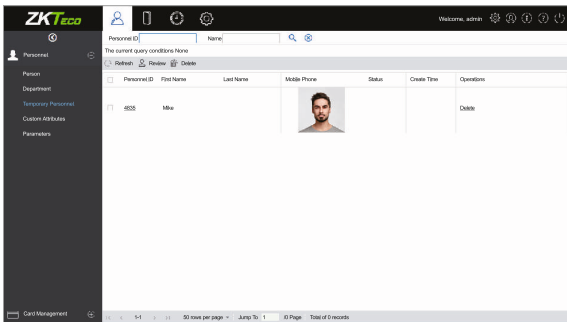 ZKTeco
Welcome, admin
Personnel ID
Name
Personnel
The current query conditions None
Refresh
Review
Delete
Person
Personnel ID
First Name
Last Name
Mobile Phone
Status
Create Time
Operations
Department
Temporary Personnel
4835
Mike
Delete
Custom Attributes
Parameters
Card Management
1-1
50 rows per page
Jump To
1
/0 Page
Total of 0 records